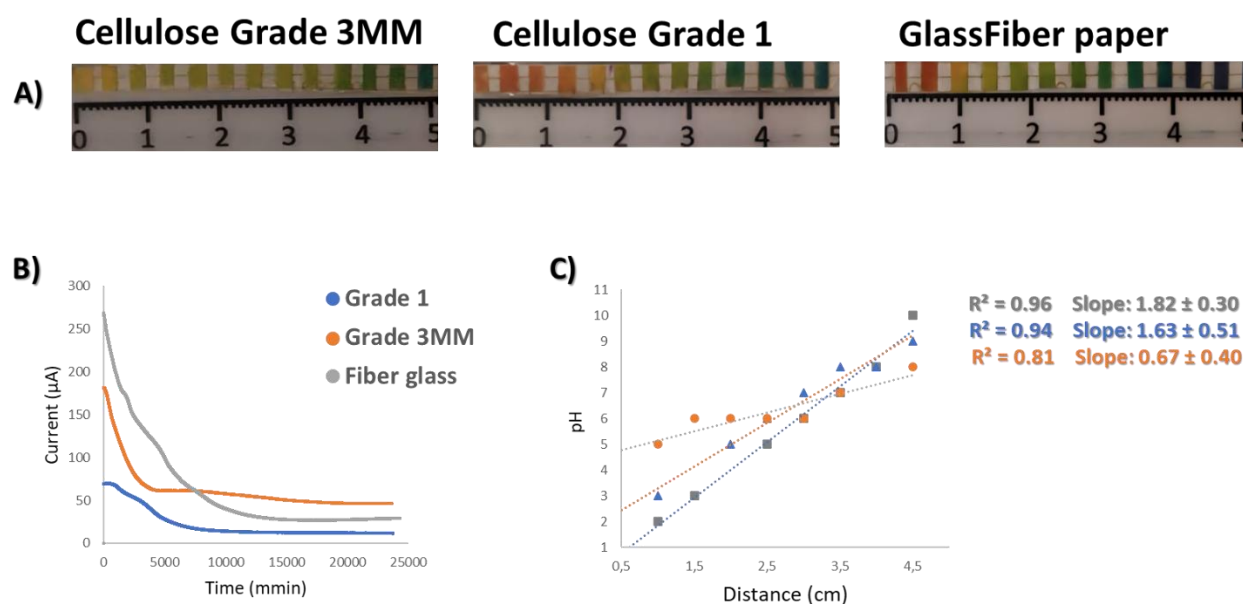 Cellulose Grade 3MM
Cellulose Grade 1
GlassFiber paper
A)
0 1 2 3 4 5
0 1 2 3 4
0 1 2 3 4
B)
300
250
200
150
100
50
0
Current (µA)
0 5000 10000 15000 20000 25000
Time (mmin)
Grade 1
Grade 3MM
Fiber glass
C)
11
10
9
8
7
6
5
4
3
2
1
pH
0,5 1,5 2,5 3,5 4,5
Distance (cm)
R² = 0.96 Slope: 1.82 ± 0.30
R² = 0.94 Slope: 1.63 ± 0.51
R² = 0.81 Slope: 0.67 ± 0.40